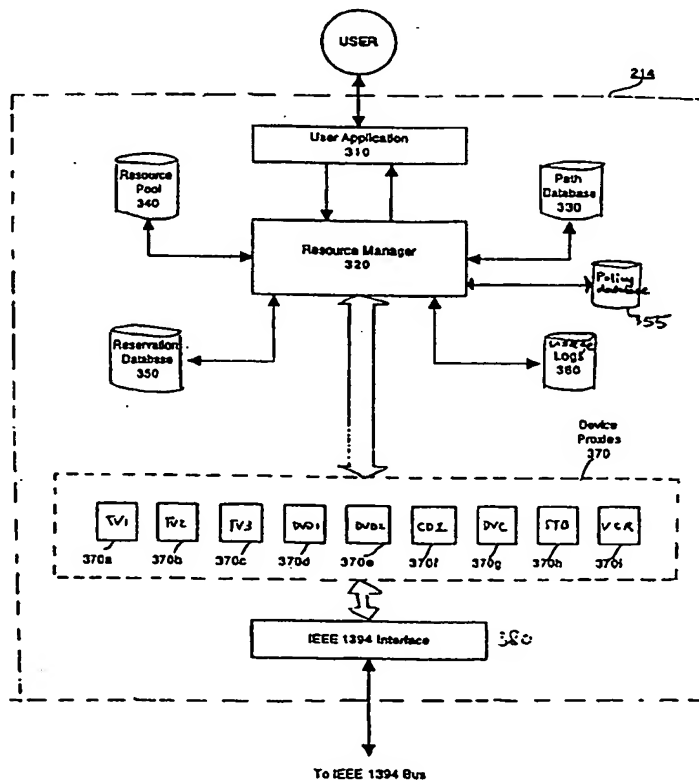 USER
214
User Application
310
Resource
Pool
340
Path
Database
330
Resource Manager
320
Reservation
Database
350
Logs
360
Device
Proxies
370
TV1
TV2
TV3
DVD1
DVD2
DVC
STB
VCR
370a
370b
370c
370d
370e
370f
370g
370h
370i
IEEE 1394 Interface
380
To IEEE 1394 Bus